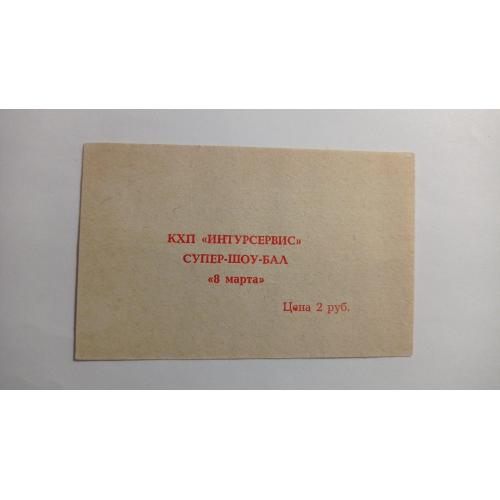 КХП «ИНТУРСЕРВИС»
СУПЕР-ШОУ-БАЛ
«8 марта»
Цена 2 руб.